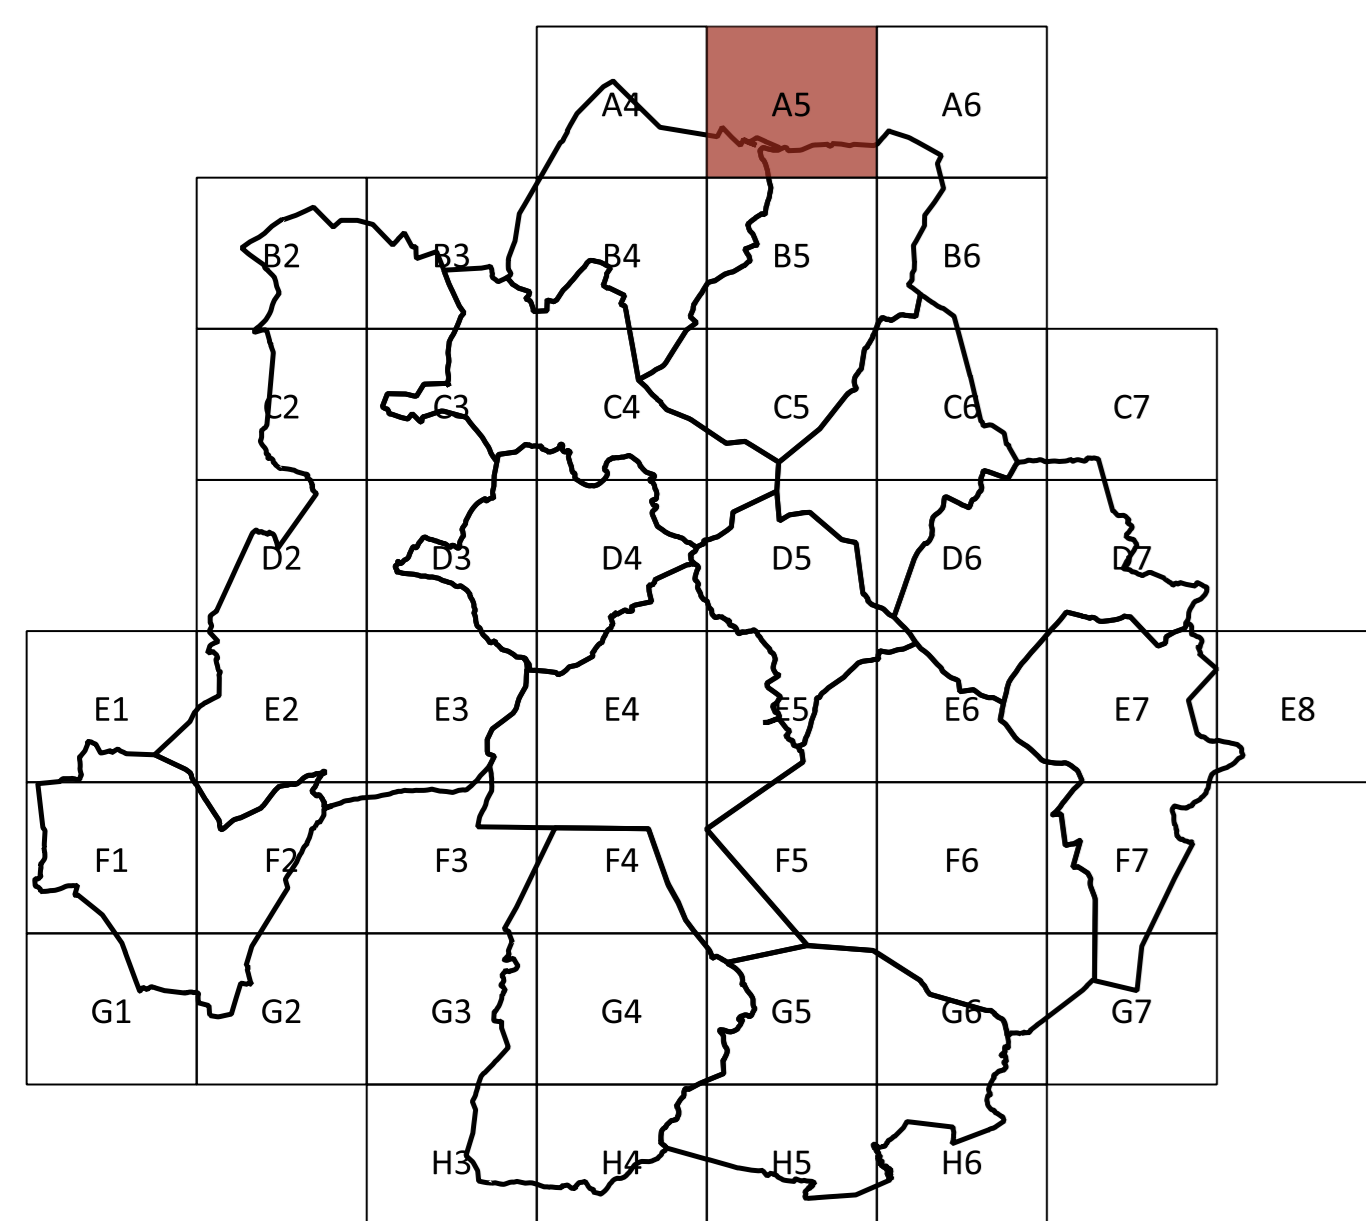 A4 A5 A6
B2 B3 B4 B5 B6
C2 C3 C4 C5 C6 C7
D2 D3 D4 D5 D6 D7
E1 E2 E3 E4 E5 E6 E7 E8
F1 F2 F3 F4 F5 F6 F7
G1 G2 G3 G4 G5 G6 G7
H3 H4 H5 H6